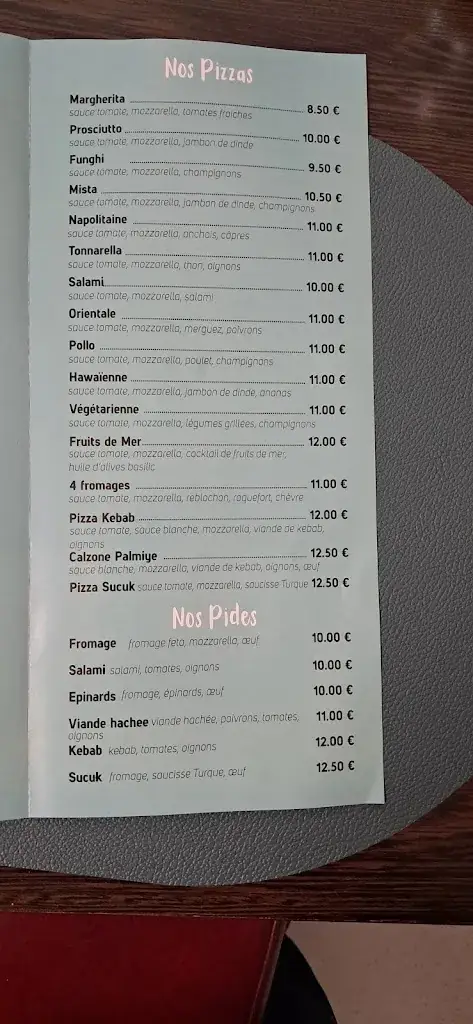 Nos Pizzas
Margherita 8.50 €
sauce tomate, mozzarella, tomates fraiches
Prosciutto 10.00 €
sauce tomate, mozzarella, jambon de dinde
Funghi 9.50 €
sauce tomate, mozzarella, champignons
Mista 10.50 €
sauce tomate, mozzarella, jambon de dinde, champignons
Napolitaine 11.00 €
sauce tomate, mozzarella, anchois, câpres
Tonnarella 11.00 €
sauce tomate, mozzarella, thon, oignons
Salami 10.00 €
sauce tomate, mozzarella, salami
Orientale 11.00 €
sauce tomate, mozzarella, merguez, poivrons
Pollo 11.00 €
sauce tomate, mozzarella, poulet, champignons
Hawaïenne 11.00 €
sauce tomate, mozzarella, jambon de dinde, ananas
Végétarienne 11.00 €
sauce tomate, mozzarella, légumes grillées, champignons
Fruits de Mer 12.00 €
sauce tomate, mozzarella, cocktail de fruits de mer,
huile d'olives basilic
4 fromages 11.00 €
sauce tomate, mozzarella, reblochon, roquefort, chèvre
Pizza Kebab 12.00 €
sauce tomate, sauce blanche, mozzarella, viande de kebab,
oignons
Calzone Palmiye 12.50 €
sauce blanche, mozzarella, viande de kebab, oignons, œuf
Pizza Sucuk sauce tomate, mozzarella, saucisse Turque 12.50 €
Nos Pides
Fromage fromage feta, mozzarella, œuf 10.00 €
Salami salami, tomates, oignons 10.00 €
Epinards fromage, épinards, œuf 10.00 €
Viande hachee viande hachée, poivrons, tomates, 11.00 €
oignons
Kebab kebab, tomates, oignons 12.00 €
Sucuk fromage, saucisse Turque, œuf 12.50 €